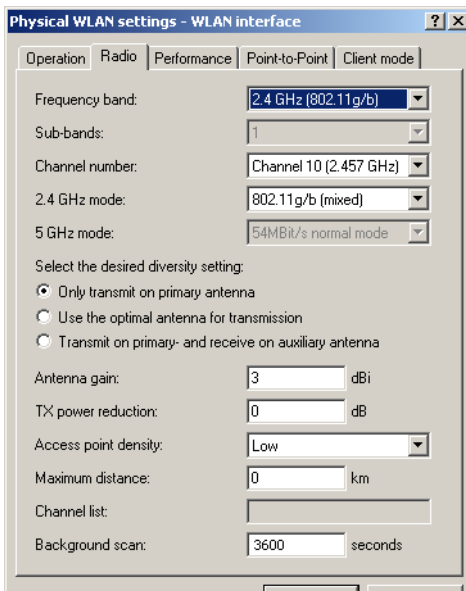 Physical WLAN settings - WLAN interface
Operation Radio Performance Point-to-Point Client mode
Frequency band: 2.4 GHz (802.11g/b)
Sub-bands: 1
Channel number: Channel 10 (2.457 GHz)
2.4 GHz mode: 802.11g/b (mixed)
5 GHz mode: 54MBit/s normal mode
Select the desired diversity setting:
Only transmit on primary antenna
Use the optimal antenna for transmission
Transmit on primary- and receive on auxiliary antenna
Antenna gain: 3 dBi
TX power reduction: 0 dB
Access point density: Low
Maximum distance: 0 km
Channel list:
Background scan: 3600 seconds